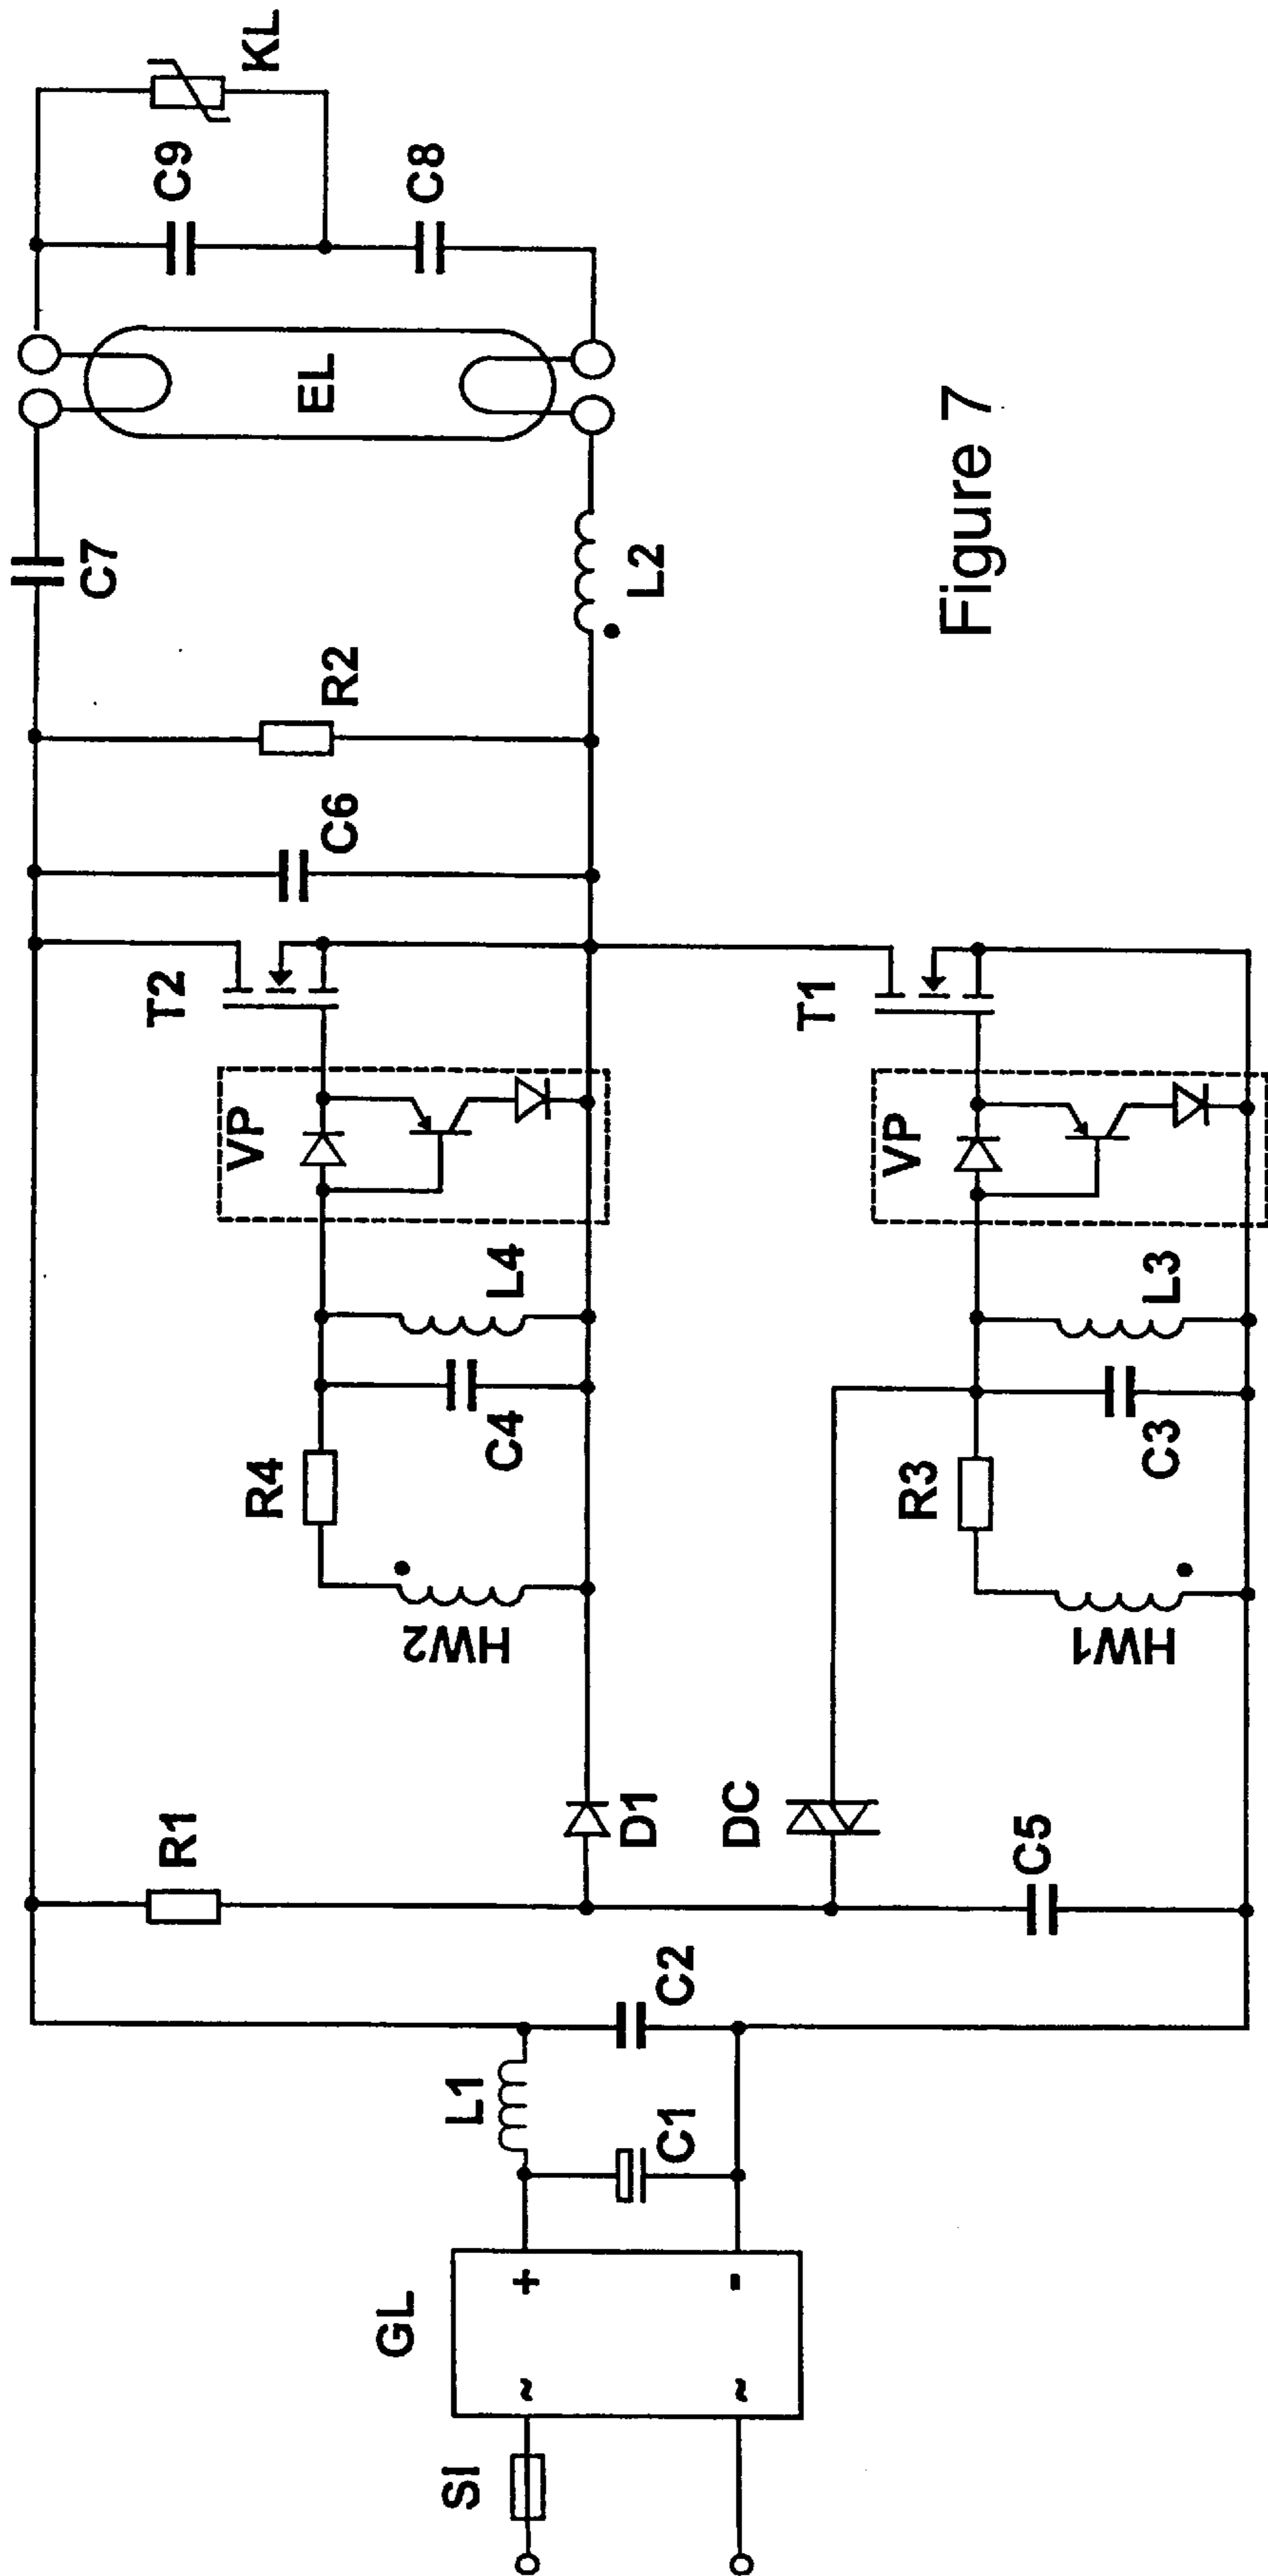 SI
GL
~
~
+
-
L1
C1
C2
R1
D1
DC
C5
HW2
R4
C4
L4
VP
T2
HW1
R3
C3
L3
VP
T1
C6
R2
C7
L2
EL
C9
C8
KL
Figure 7